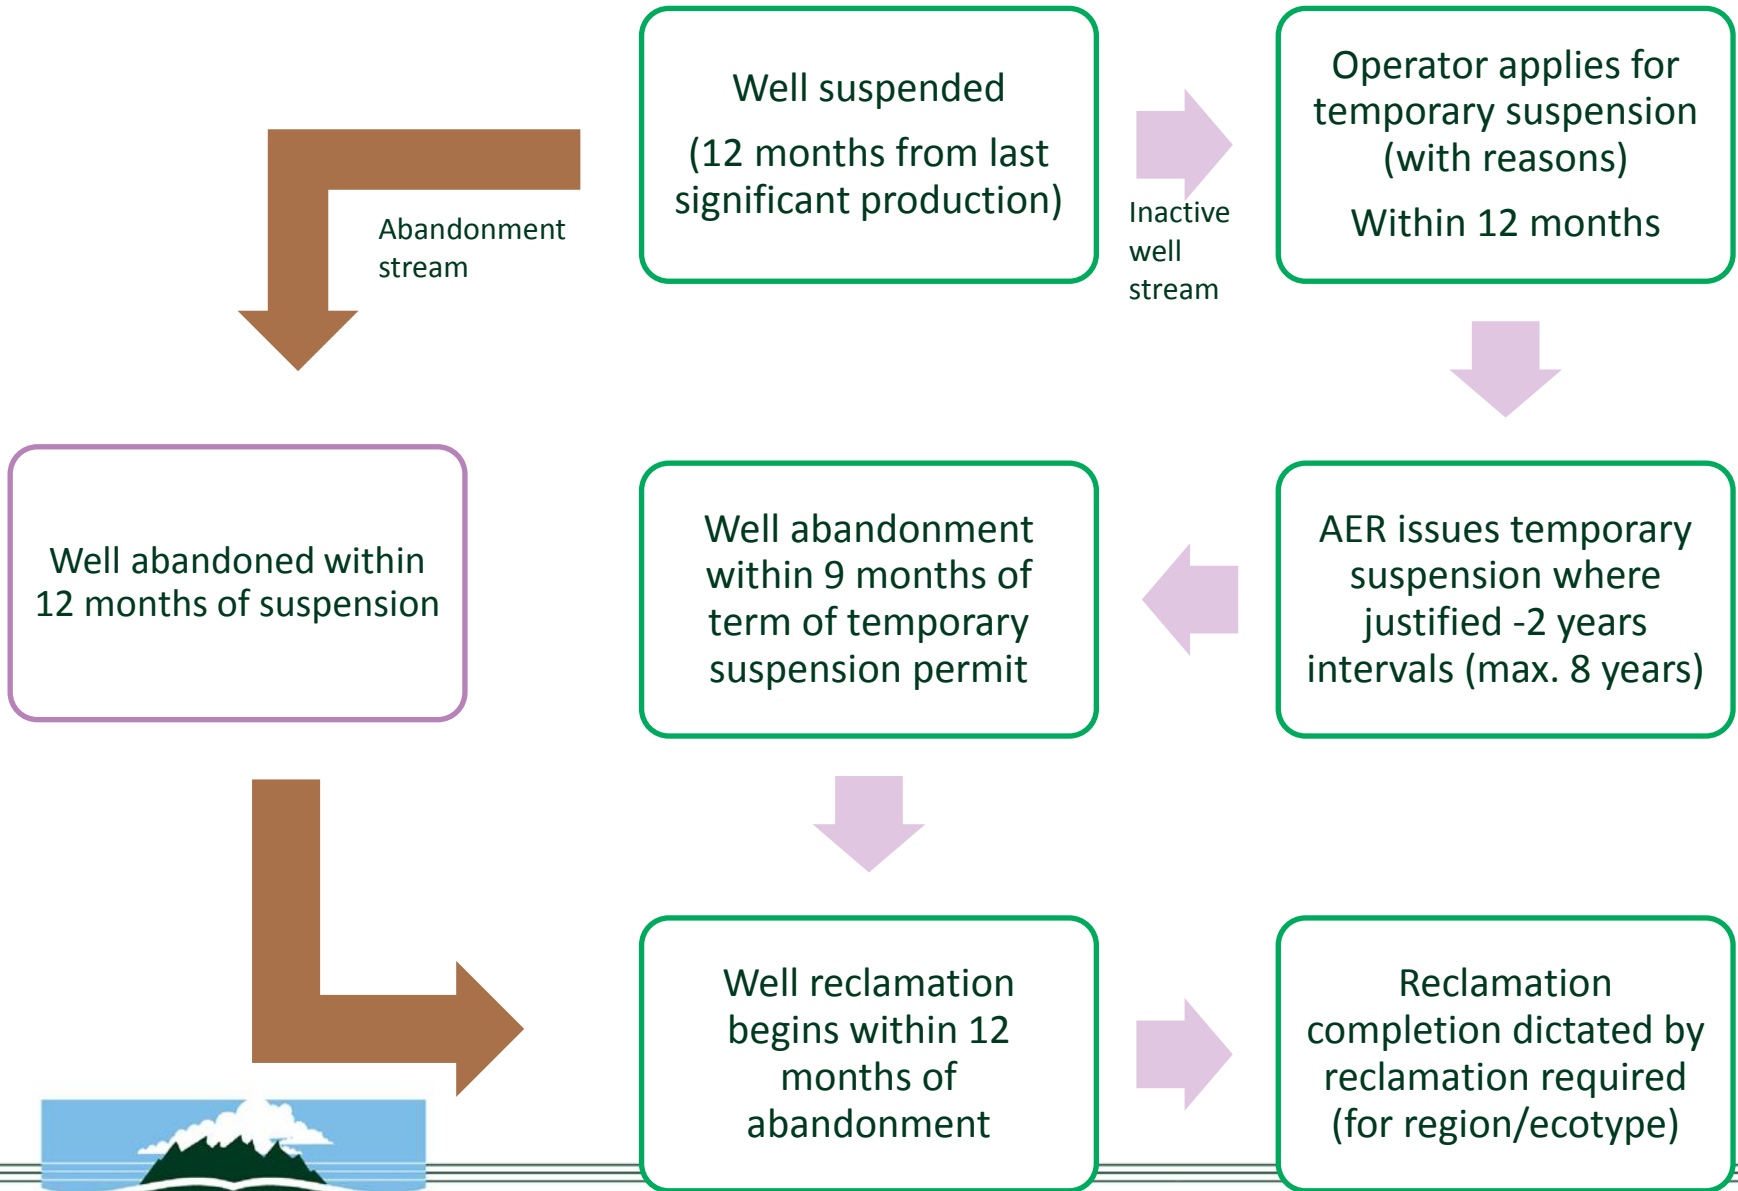 Well suspended
(12 months from last
significant production)
Operator applies for
temporary suspension
(with reasons)
Within 12 months
Abandonment
stream
Inactive
well
stream
Well abandoned within
12 months of suspension
Well abandonment
within 9 months of
term of temporary
suspension permit
AER issues temporary
suspension where
justified -2 years
intervals (max. 8 years)
Well reclamation
begins within 12
months of
abandonment
Reclamation
completion dictated by
reclamation required
(for region/ecotype)